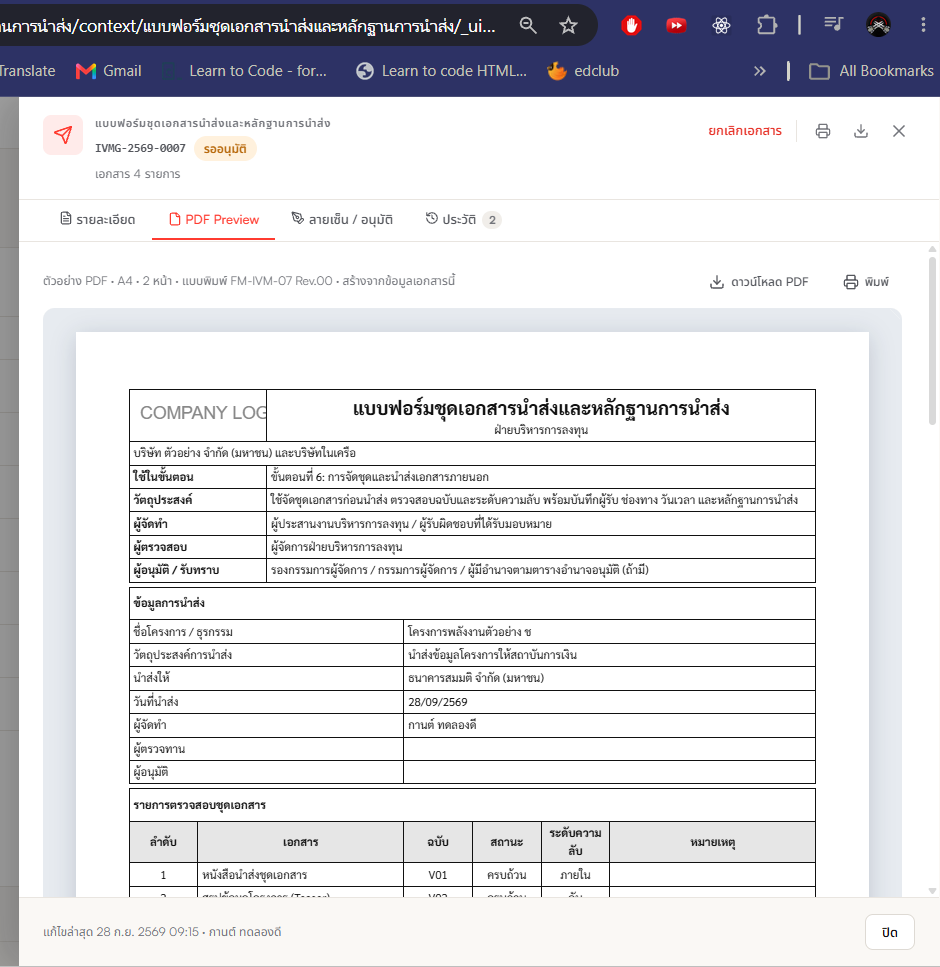 นการนำส่ง/context/แบบฟอร์มชุดเอกสารนำส่งและหลักฐานการนำส่ง/_ui...
Translate Gmail Learn to Code - for... Learn to code HTML... edclub » All Bookmarks
แบบฟอร์มชุดเอกสารนำส่งและหลักฐานการนำส่ง
IVMG-2569-0007 รออนุมัติ
เอกสาร 4 รายการ
ยกเลิกเอกสาร
รายละเอียด PDF Preview ลายเซ็น / อนุมัติ ประวัติ 2
ตัวอย่าง PDF • A4 • 2 หน้า • แบบพิมพ์ FM-IVM-07 Rev.00 • สร้างจากข้อมูลเอกสารนี้ ดาวน์โหลด PDF พิมพ์
COMPANY LOG
แบบฟอร์มชุดเอกสารนำส่งและหลักฐานการนำส่ง
ฝ่ายบริหารการลงทุน
บริษัท ตัวอย่าง จำกัด (มหาชน) และบริษัทในเครือ
ใช้ในขั้นตอน ขั้นตอนที่ 6: การจัดชุดและนำส่งเอกสารภายนอก
วัตถุประสงค์ ใช้จัดชุดเอกสารก่อนนำส่ง ตรวจสอบฉบับและระดับความลับ พร้อมบันทึกผู้รับ ช่องทาง วันเวลา และหลักฐานการนำส่ง
ผู้จัดทำ ผู้ประสานงานบริหารการลงทุน / ผู้รับผิดชอบที่ได้รับมอบหมาย
ผู้ตรวจสอบ ผู้จัดการฝ่ายบริหารการลงทุน
ผู้อนุมัติ / รับทราบ รองกรรมการผู้จัดการ / กรรมการผู้จัดการ / ผู้มีอำนาจตามตารางอำนาจอนุมัติ (ถ้ามี)
ข้อมูลการนำส่ง
ชื่อโครงการ / ธุรกรรม โครงการพลังงานตัวอย่าง ช
วัตถุประสงค์การนำส่ง นำส่งข้อมูลโครงการให้สถาบันการเงิน
นำส่งให้ ธนาคารสมมติ จำกัด (มหาชน)
วันที่นำส่ง 28/09/2569
ผู้จัดทำ กานต์ ทดลองดี
ผู้ตรวจทาน
ผู้อนุมัติ
รายการตรวจสอบชุดเอกสาร
ลำดับ เอกสาร ฉบับ สถานะ ระดับความลับ หมายเหตุ
1 หนังสือนำส่งชุดเอกสาร V01 ครบถ้วน ภายใน
แก้ไขล่าสุด 28 ก.ย. 2569 09:15 • กานต์ ทดลองดี ปิด